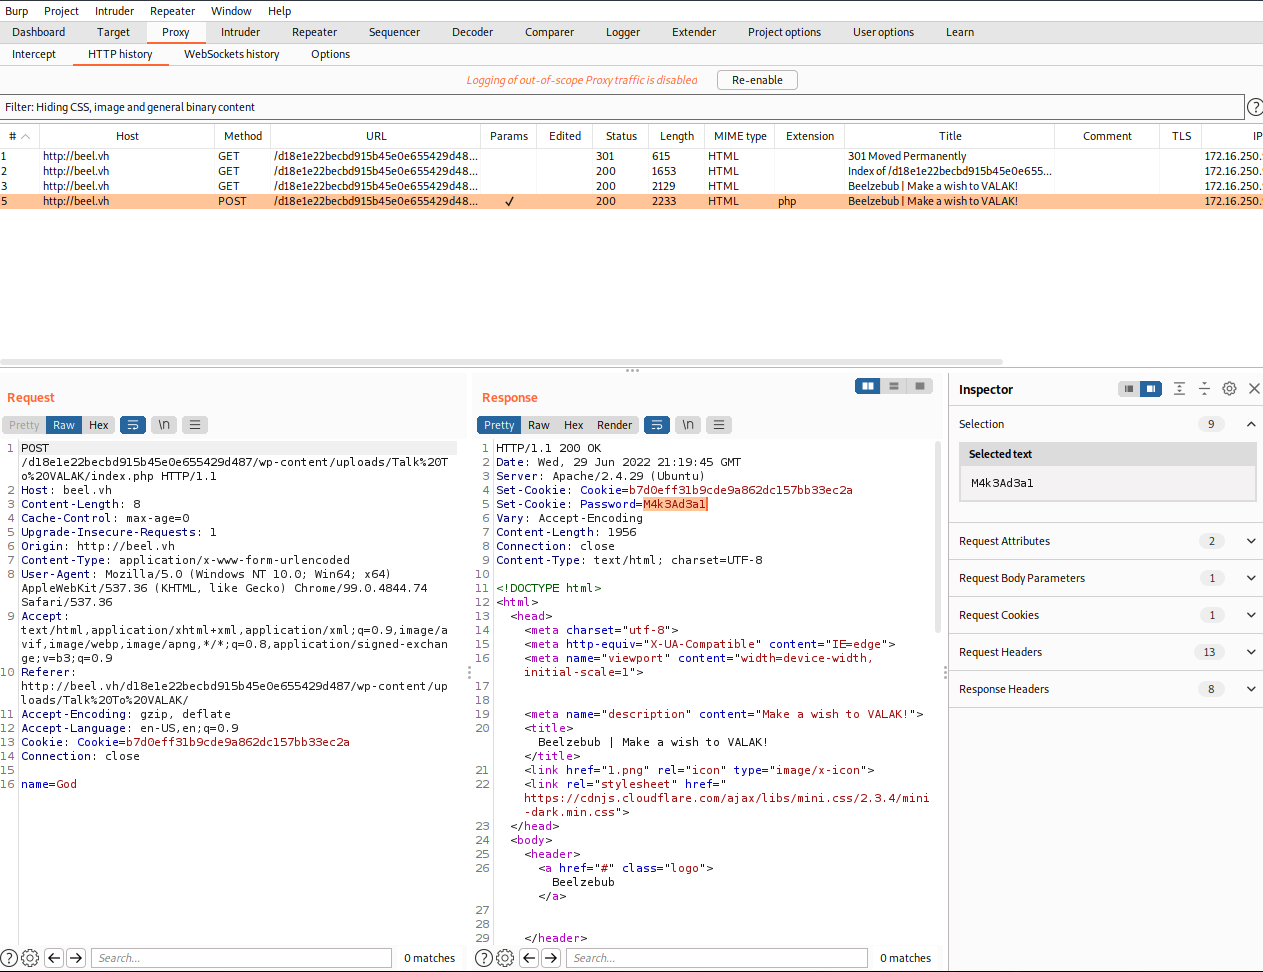 Burp Project Intruder Repeater Window Help
Dashboard Target Proxy Intruder Repeater Sequencer Decoder Comparer Logger Extender Project options User options Learn
Intercept HTTP history WebSockets history Options
Logging of out-of-scope Proxy traffic is disabled Re-enable
Filter: Hiding CSS, image and general binary content ?
# Host Method URL Params Edited Status Length MIME type Extension Title Comment TLS IP
1 http://beel.vh GET /d18e1e22becbd915b45e0e655429d48... 301 615 HTML 301 Moved Permanently 172.16.250.
2 http://beel.vh GET /d18e1e22becbd915b45e0e655429d48... 200 1653 HTML Index of /d18e1e22becbd915b45e0e655... 172.16.250.
3 http://beel.vh GET /d18e1e22becbd915b45e0e655429d48... 200 2129 HTML Beelzebub | Make a wish to VALAK! 172.16.250.
5 http://beel.vh POST /d18e1e22becbd915b45e0e655429d48... ✓ 200 2233 HTML php Beelzebub | Make a wish to VALAK! 172.16.250.
Request
Pretty Raw Hex \n
1 POST
/d18e1e22becbd915b45e0e655429d487/wp-content/uploads/Talk%20T
o%20VALAK/index.php HTTP/1.1
2 Host: beel.vh
3 Content-Length: 8
4 Cache-Control: max-age=0
5 Upgrade-Insecure-Requests: 1
6 Origin: http://beel.vh
7 Content-Type: application/x-www-form-urlencoded
8 User-Agent: Mozilla/5.0 (Windows NT 10.0; Win64; x64)
AppleWebKit/537.36 (KHTML, like Gecko) Chrome/99.0.4844.74
Safari/537.36
9 Accept:
text/html,application/xhtml+xml,application/xml;q=0.9,image/a
vif,image/webp,image/apng,*/*;q=0.8,application/signed-exchan
ge;v=b3;q=0.9
10 Referer:
http://beel.vh/d18e1e22becbd915b45e0e655429d487/wp-content/up
loads/Talk%20To%20VALAK/
11 Accept-Encoding: gzip, deflate
12 Accept-Language: en-US,en;q=0.9
13 Cookie: Cookie=b7d0eff31b9cde9a862dc157bb33ec2a
14 Connection: close
15
16 name=God
Search... 0 matches
Response
Pretty Raw Hex Render \n
1 HTTP/1.1 200 OK
2 Date: Wed, 29 Jun 2022 21:19:45 GMT
3 Server: Apache/2.4.29 (Ubuntu)
4 Set-Cookie: Cookie=b7d0eff31b9cde9a862dc157bb33ec2a
5 Set-Cookie: Password=M4k3Ad3a1
6 Vary: Accept-Encoding
7 Content-Length: 1956
8 Connection: close
9 Content-Type: text/html; charset=UTF-8
10
11 <!DOCTYPE html>
12 <html>
13 <head>
14 <meta charset="utf-8">
15 <meta http-equiv="X-UA-Compatible" content="IE=edge">
16 <meta name="viewport" content="width=device-width,
initial-scale=1">
17
18
19 <meta name="description" content="Make a wish to VALAK!">
20 <title>
Beelzebub | Make a wish to VALAK!
</title>
21 <link href="1.png" rel="icon" type="image/x-icon">
22 <link rel="stylesheet" href="
https://cdnjs.cloudflare.com/ajax/libs/mini.css/2.3.4/mini
-dark.min.css">
23 </head>
24 <body>
25 <header>
26 <a href="#" class="logo">
Beelzebub
</a>
27
28
29 </header>
Search... 0 matches
Inspector
Selection 9
Selected text
M4k3Ad3a1
Request Attributes 2
Request Body Parameters 1
Request Cookies 1
Request Headers 13
Response Headers 8